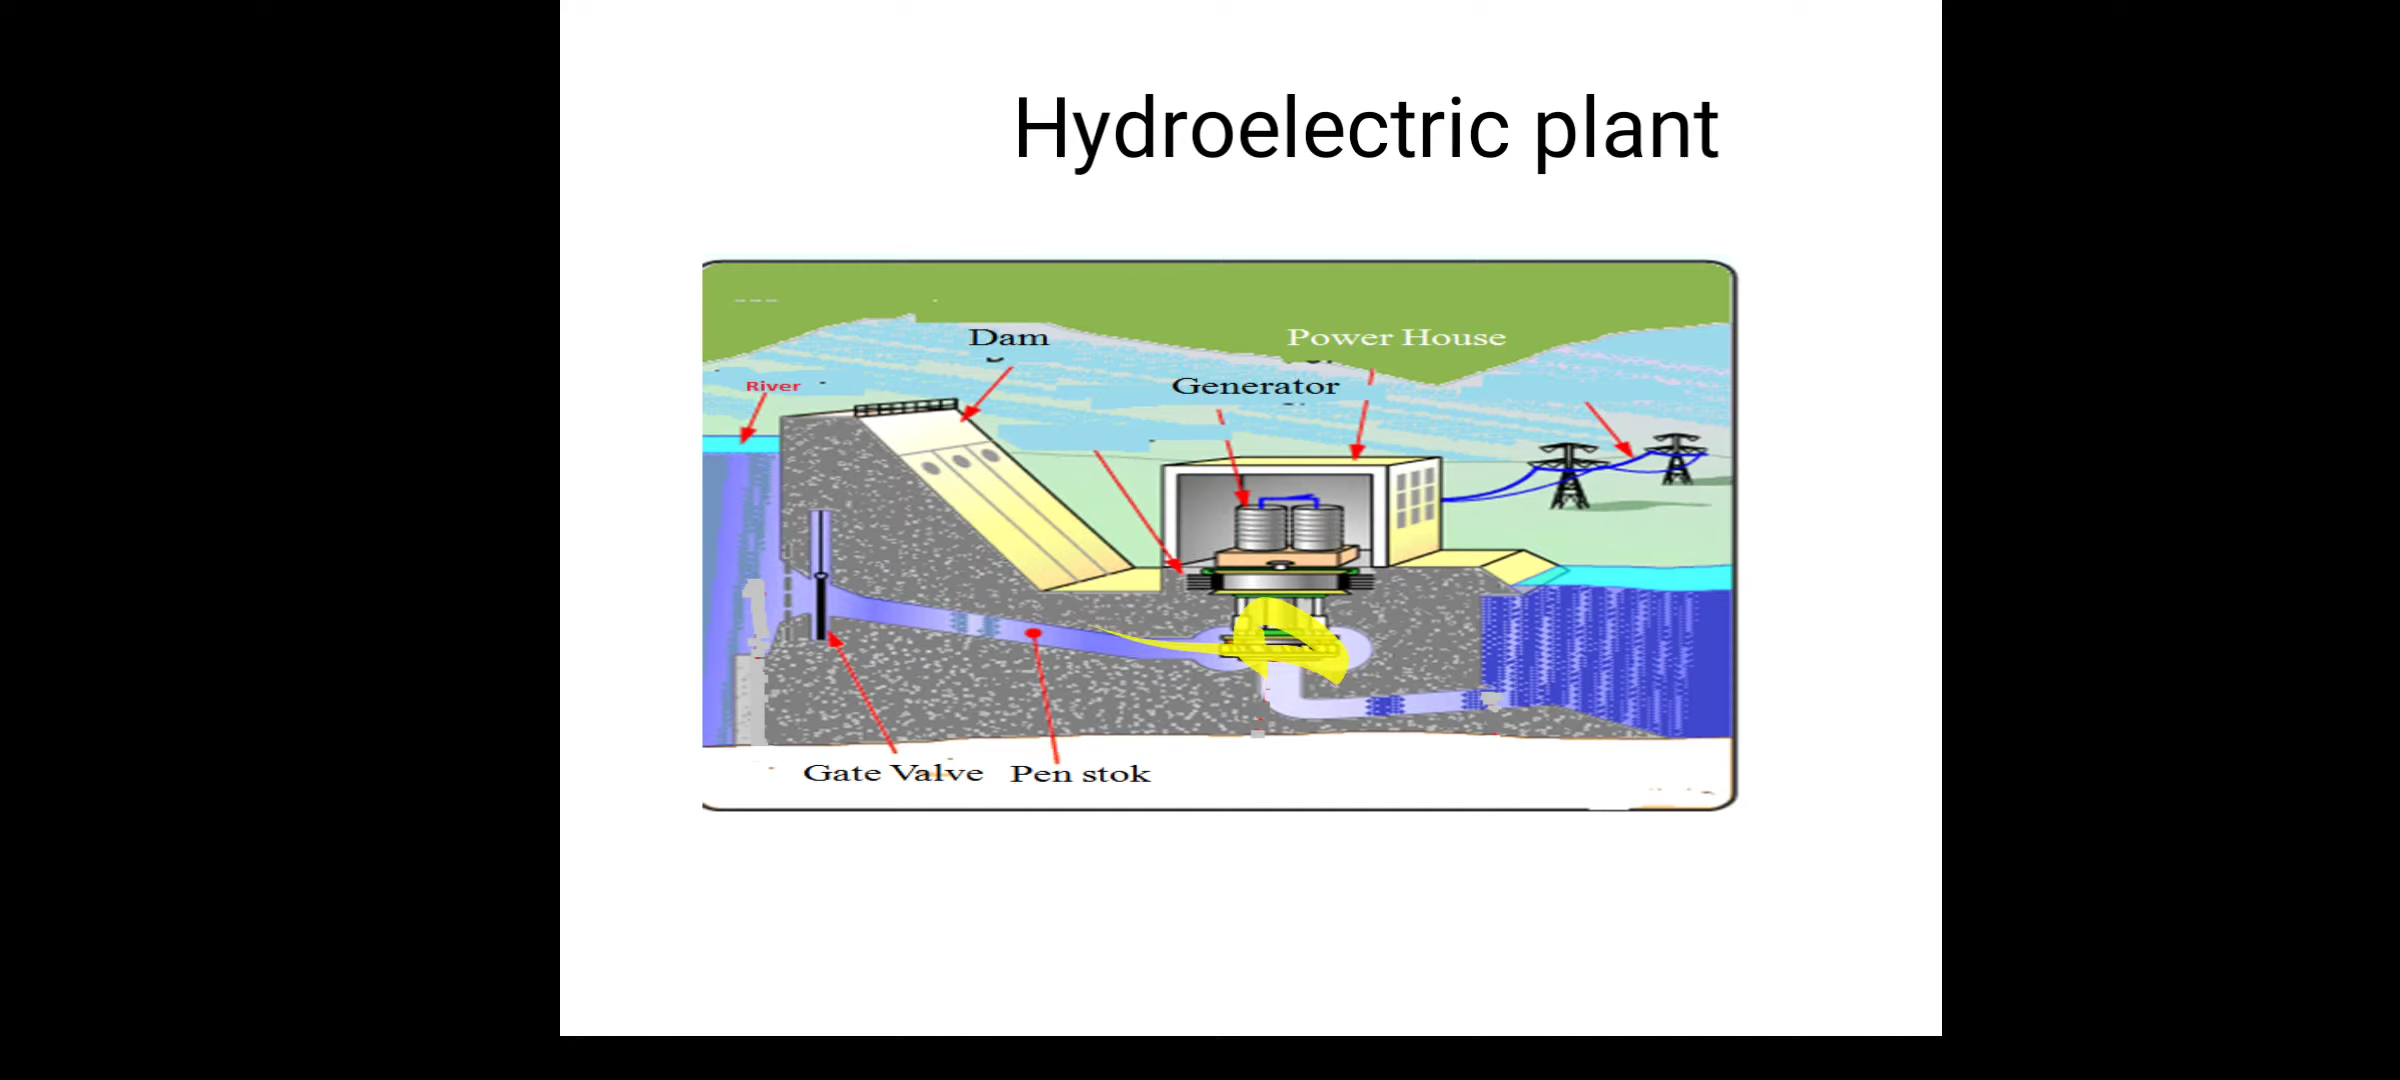 Hydroelectric plant
Dam
Power House
River
Generator
Gate Valve
Pen stok